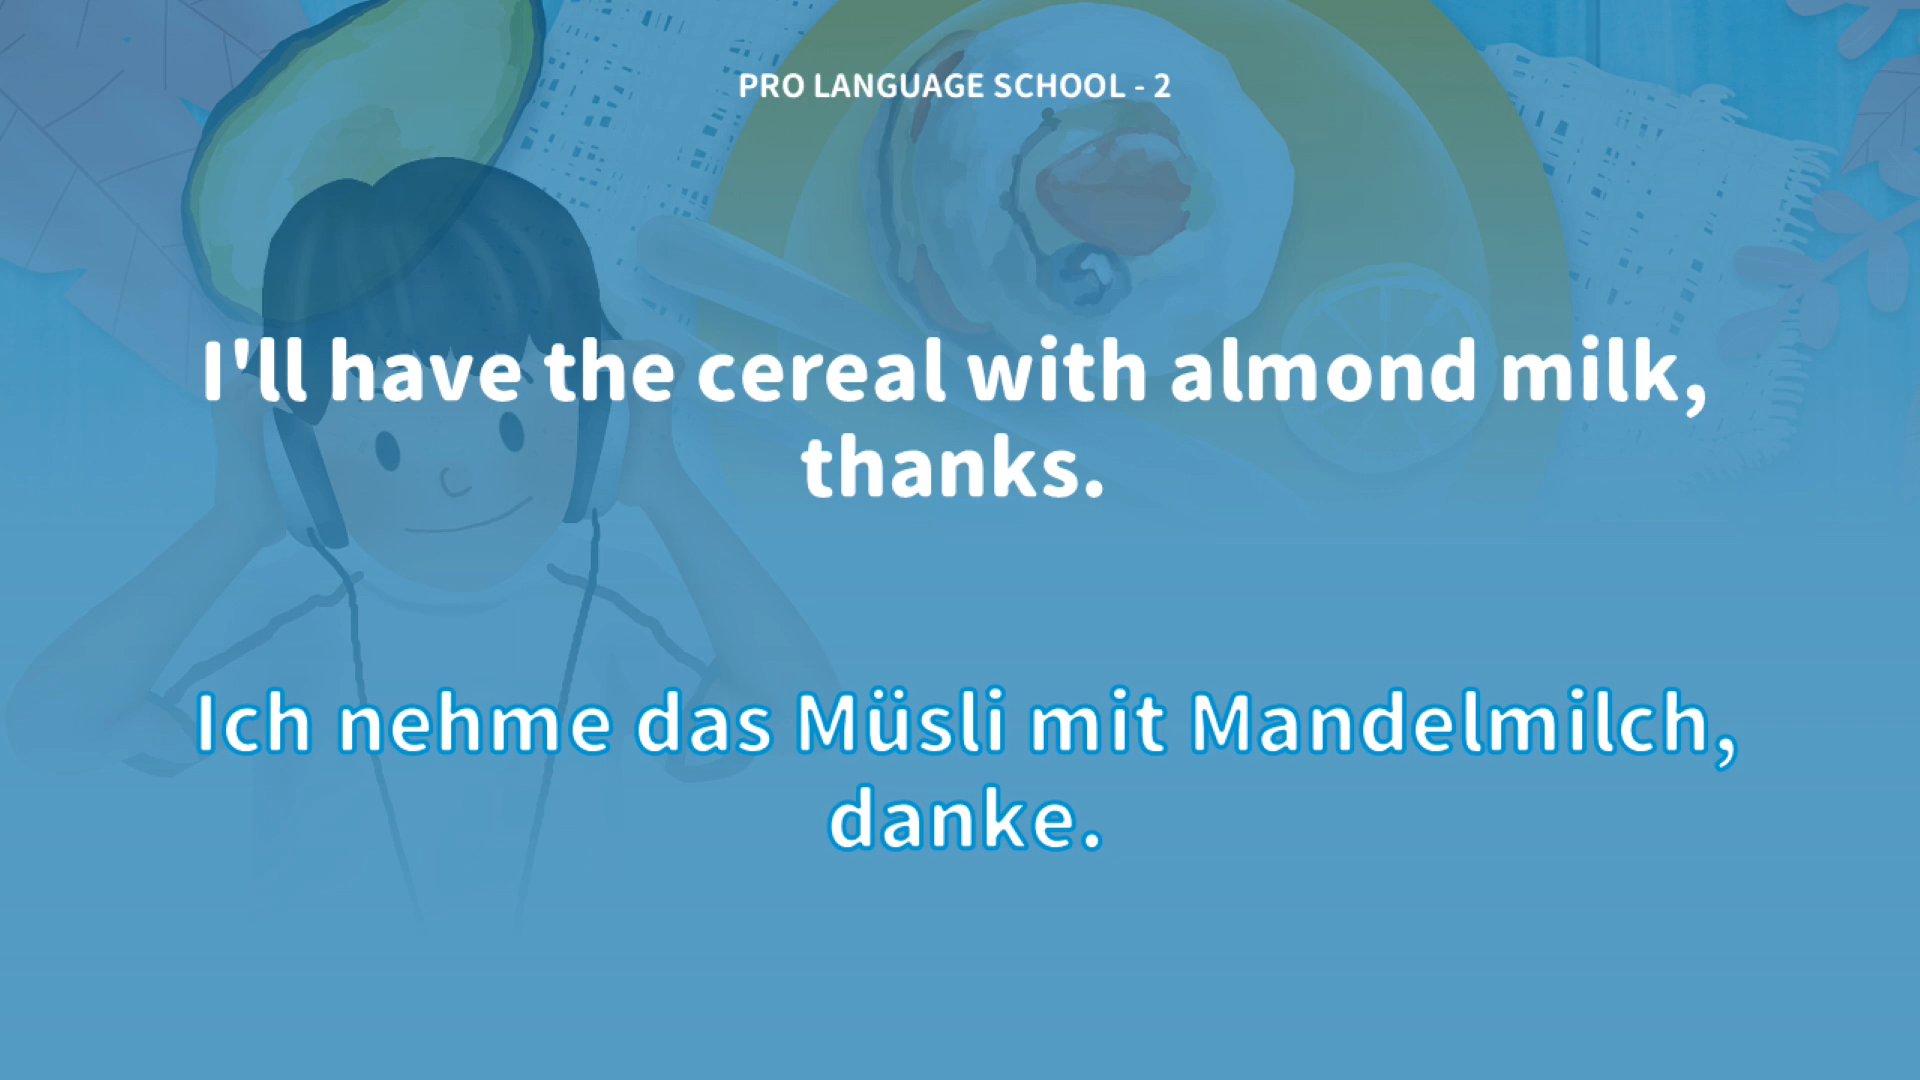 PRO LANGUAGE SCHOOL - 2
I'll have the cereal with almond milk,
thanks.
Ich nehme das Müsli mit Mandelmilch,
danke.